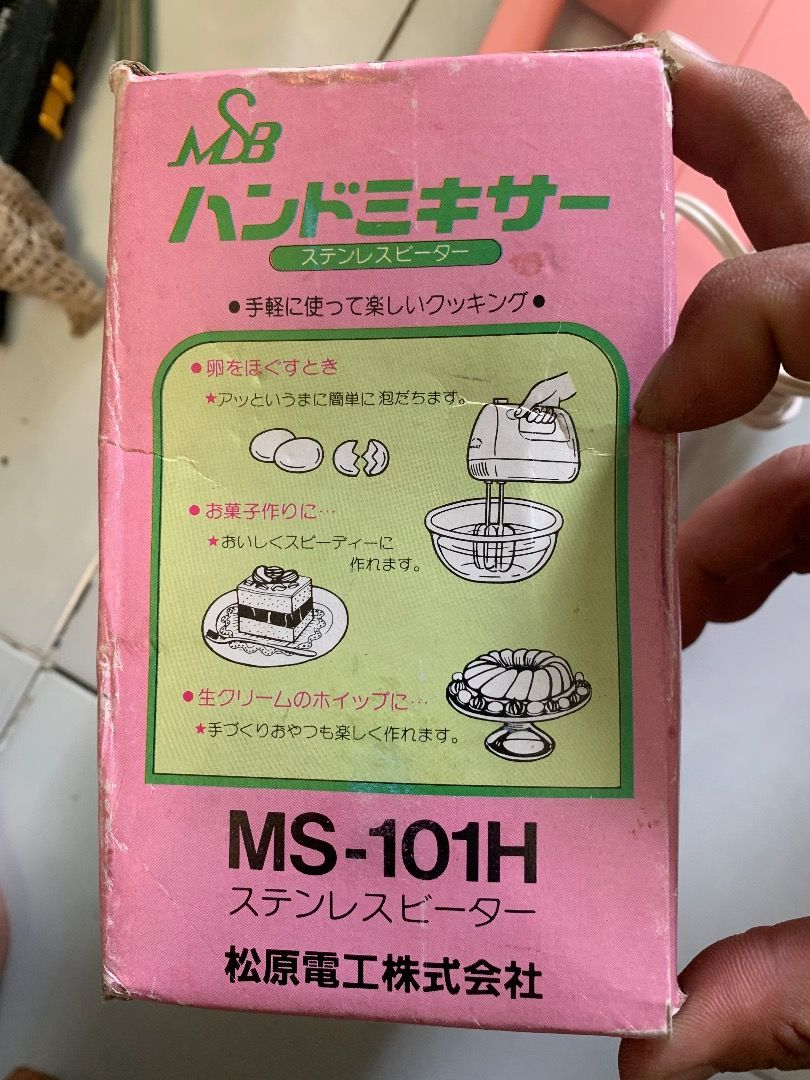 MSB
ハンドミキサー
ステンレスビーター
●手軽に使って楽しいクッキング●
●卵をほぐすとき
★アッというまに簡単に泡だちます。
●お菓子作りに…
★おいしくスピーディーに
作れます。
●生クリームのホイップに…
★手づくりおやつも楽しく作れます。
MS-101H
ステンレスビーター
松原電工株式会社